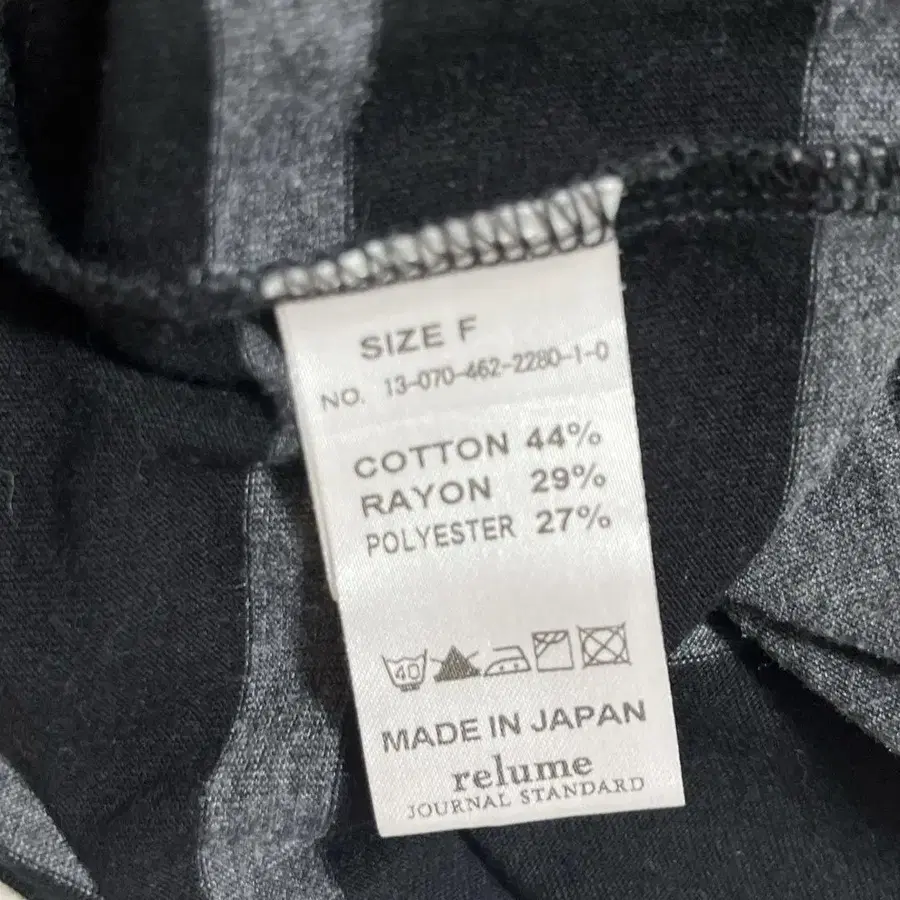 SIZE F
NO. 13-070-462-2280-1-0
COTTON 44%
RAYON 29%
POLYESTER 27%
40
MADE IN JAPAN
relume
JOURNAL STANDARD